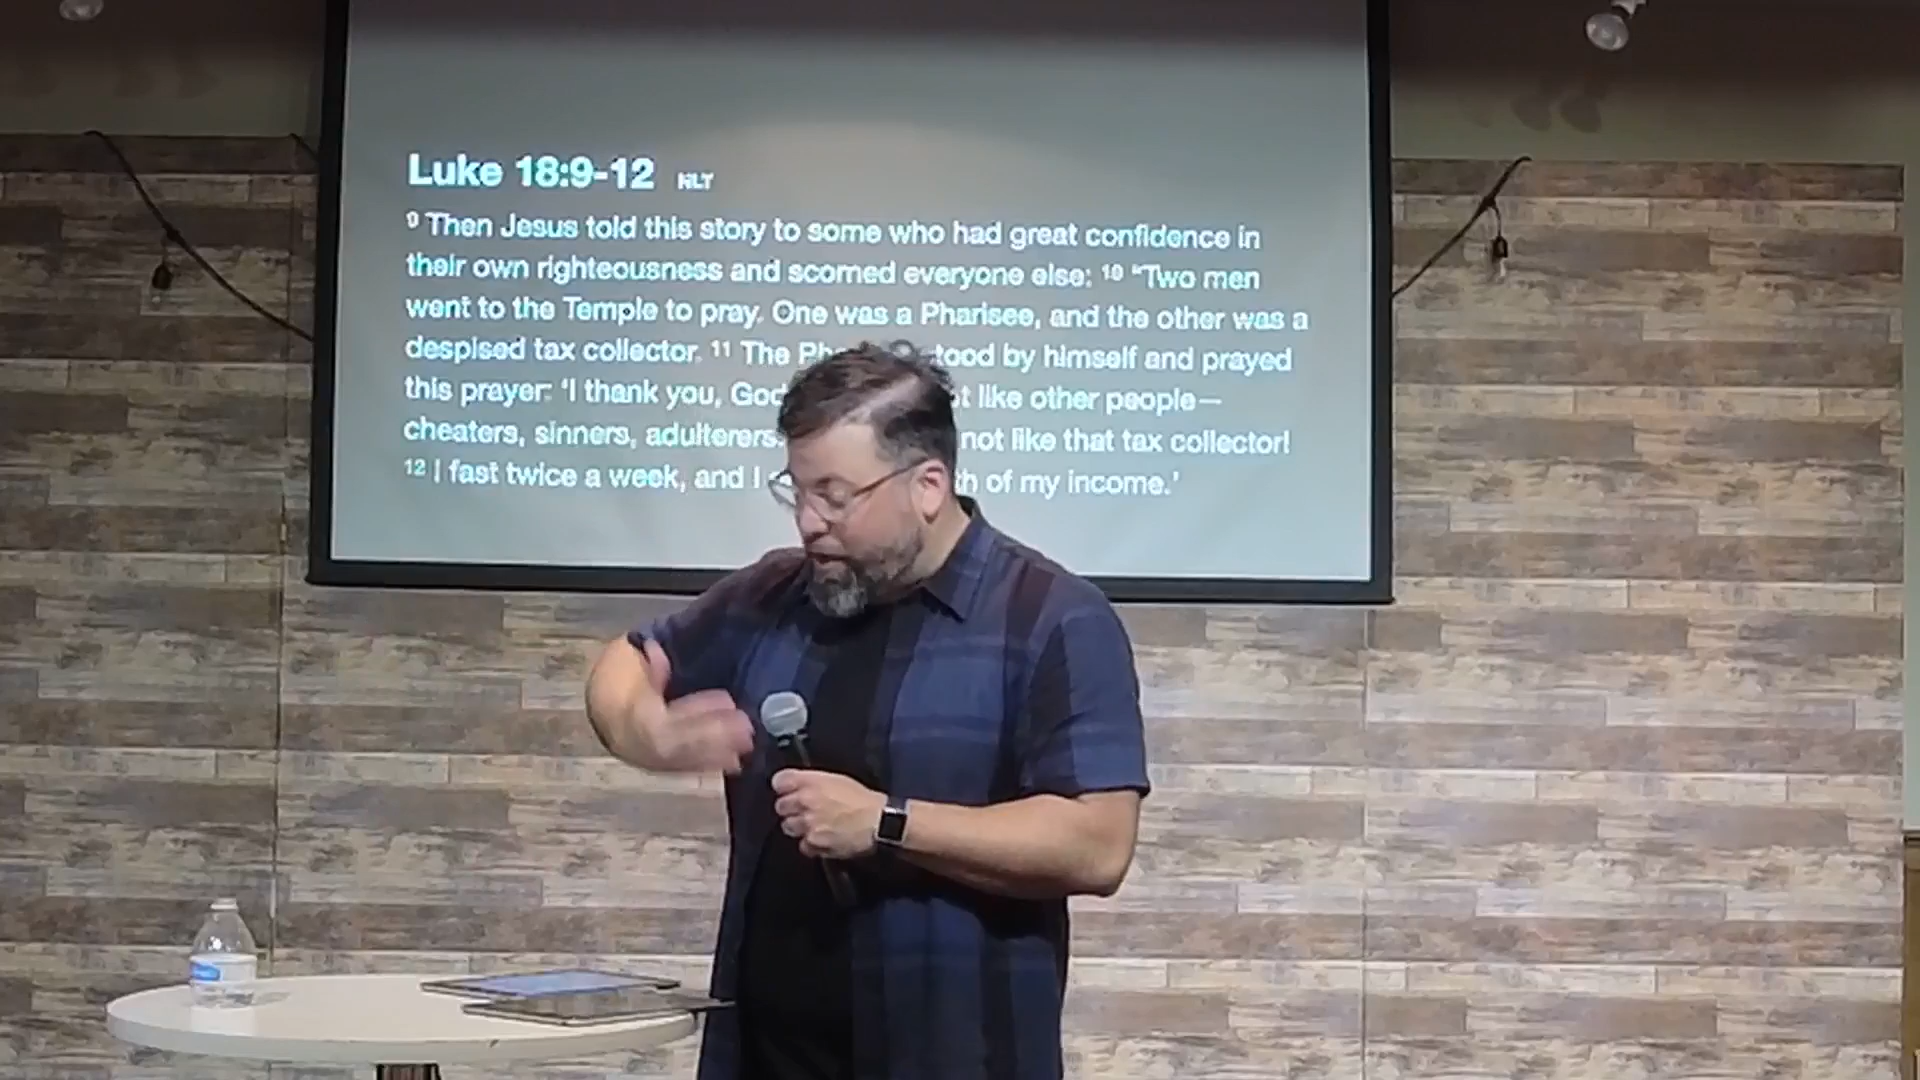 Luke 18:9-12 NLT
9 Then Jesus told this story to some who had great confidence in
their own righteousness and scorned everyone else: 10 “Two men
went to the Temple to pray. One was a Pharisee, and the other was a
despised tax collector. 11 The tood by himself and prayed
this prayer: ‘I thank you, God t like other people—
cheaters, sinners, adulterers. not like that tax collector!
12 I fast twice a week, and I th of my income.’